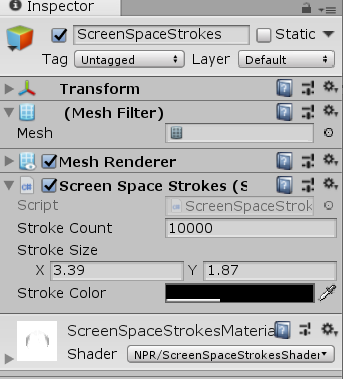 Inspector
ScreenSpaceStrokes Static
Tag Untagged Layer Default
Transform
(Mesh Filter)
Mesh
Mesh Renderer
Screen Space Strokes (S
Script ScreenSpaceStrok
Stroke Count 10000
Stroke Size
X 3.39 Y 1.87
Stroke Color
ScreenSpaceStrokesMateria
Shader NPR/ScreenSpaceStrokesShader